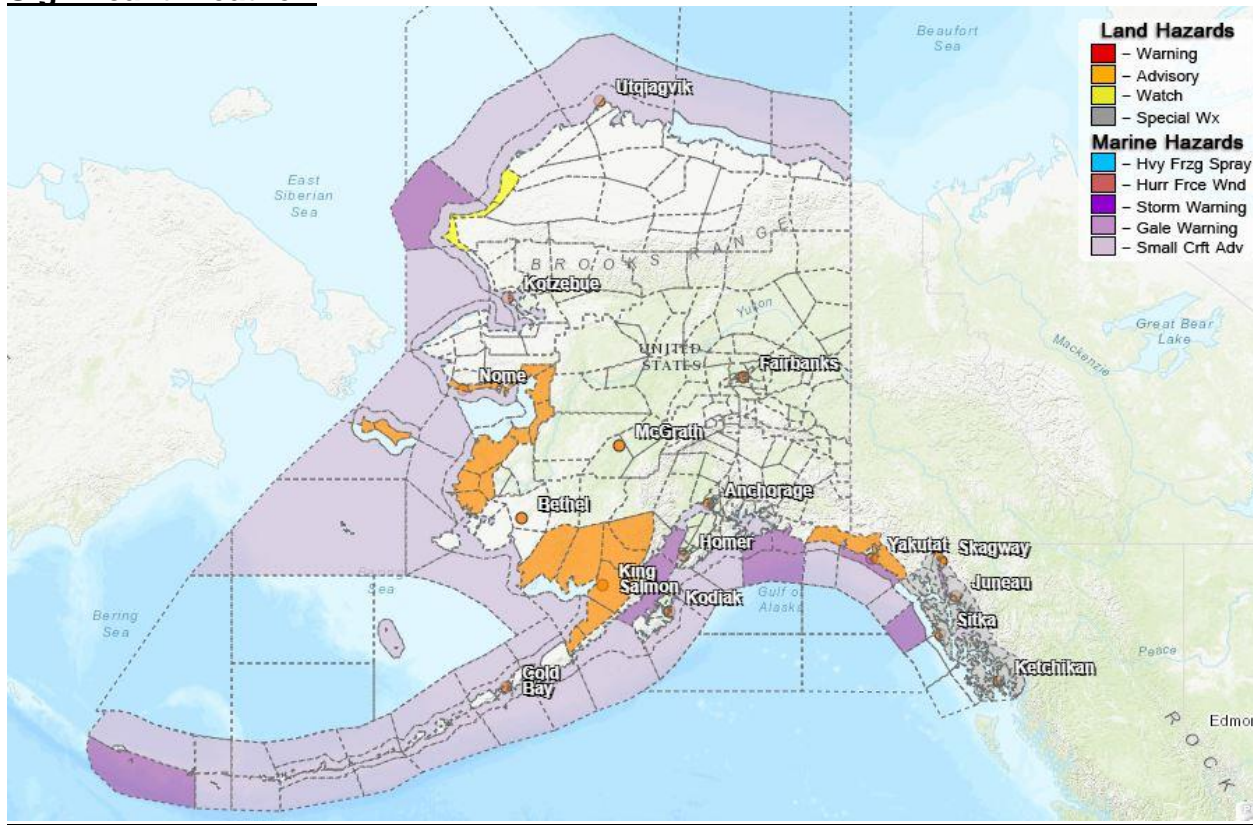 Beaufort
Sea
Land Hazards
– Warning
– Advisory
– Watch
– Special Wx
Marine Hazards
– Hvy Frzg Spray
– Hurr Frce Wnd
– Storm Warning
– Gale Warning
– Small Crft Adv
Utqiagvik
East
Siberian
Sea
BROOKS RANGE
Kotzebue
Yukon
Great Bear
Lake
Mackenzie
UNITED
STATES
Fairbanks
Nome
McGrath
Anchorage
Bethel
Homer
Yakutat
Skagway
King
Salmon
Kodiak
Juneau
Sea
Gulf of
Alaska
Bering
Sea
Sitka
Peace
Ketchikan
Cold
Bay
ROCK
Edmon